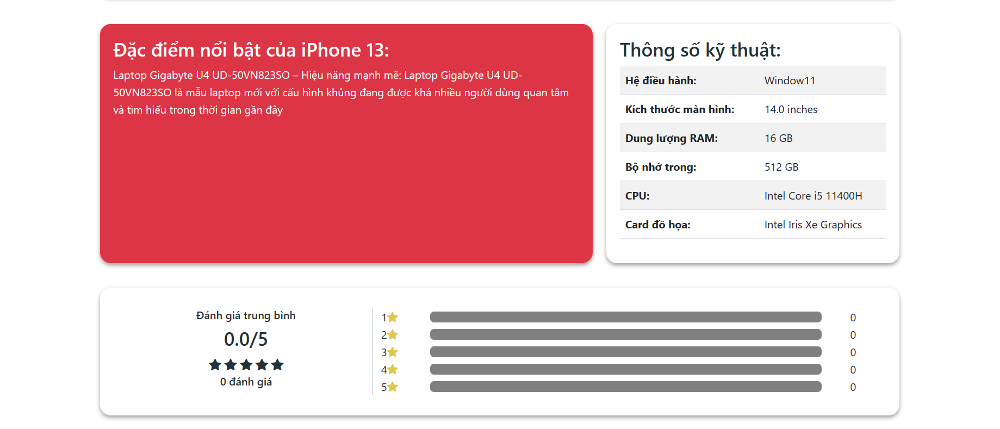 Đặc điểm nổi bật của iPhone 13:
Laptop Gigabyte U4 UD-50VN823SO – Hiệu năng mạnh mẽ: Laptop Gigabyte U4 UD-
50VN823SO là mẫu laptop mới với cấu hình khủng đang được khá nhiều người dùng quan tâm
và tìm hiểu trong thời gian gần đây
Thông số kỹ thuật:
Hệ điều hành: Window11
Kích thước màn hình: 14.0 inches
Dung lượng RAM: 16 GB
Bộ nhớ trong: 512 GB
CPU: Intel Core i5 11400H
Card đồ họa: Intel Iris Xe Graphics
Đánh giá trung bình
0.0/5
0 đánh giá
1 0
2 0
3 0
4 0
5 0